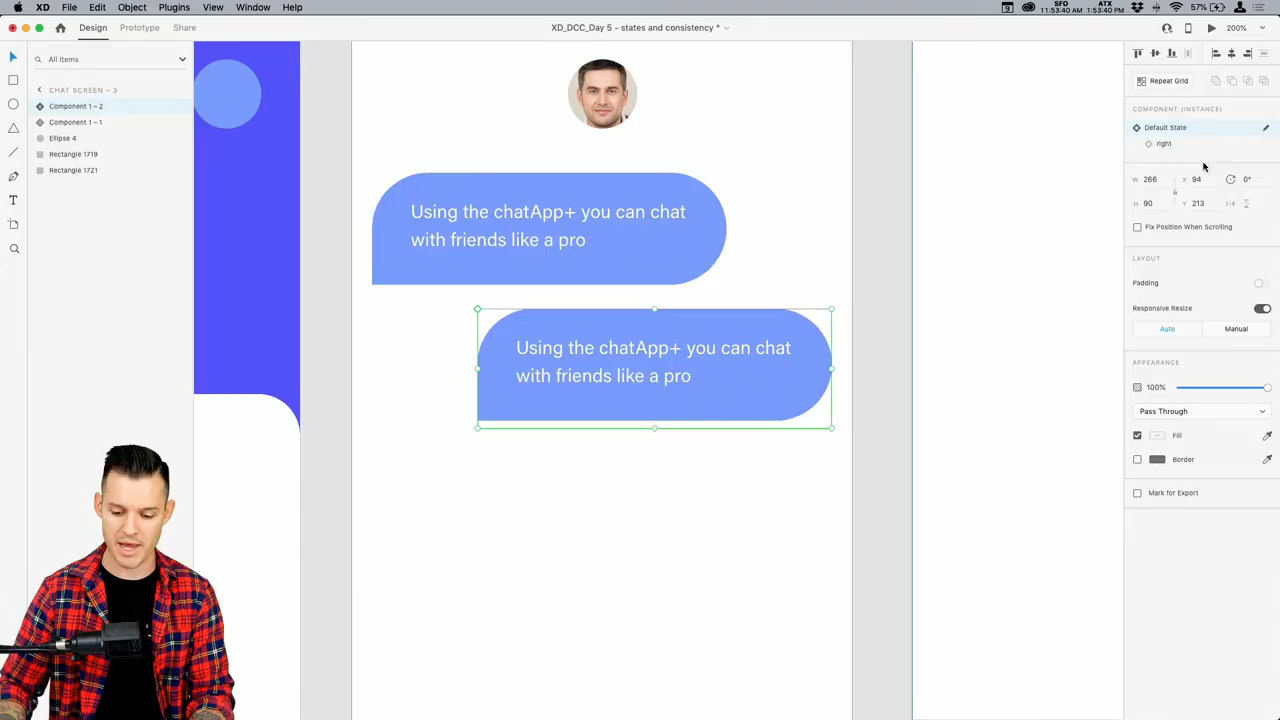 XD File Edit Object Plugins View Window Help
9
SFO
11:53:40 AM
ATX
1:53:40 PM
57%
Design Prototype Share
XD_DCC_Day 5 - states and consistency *
200%
All Items
CHAT SCREEN – 3
Component 1 – 2
Component 1 – 1
Ellipse 4
Rectangle 1719
Rectangle 1721
Using the chatApp+ you can chat
with friends like a pro
Using the chatApp+ you can chat
with friends like a pro
Repeat Grid
COMPONENT (INSTANCE)
Default State
right
W 266 X 94 0°
H 90 Y 213
Fix Position When Scrolling
LAYOUT
Padding
Responsive Resize
Auto Manual
APPEARANCE
100%
Pass Through
Fill
Border
Mark for Export